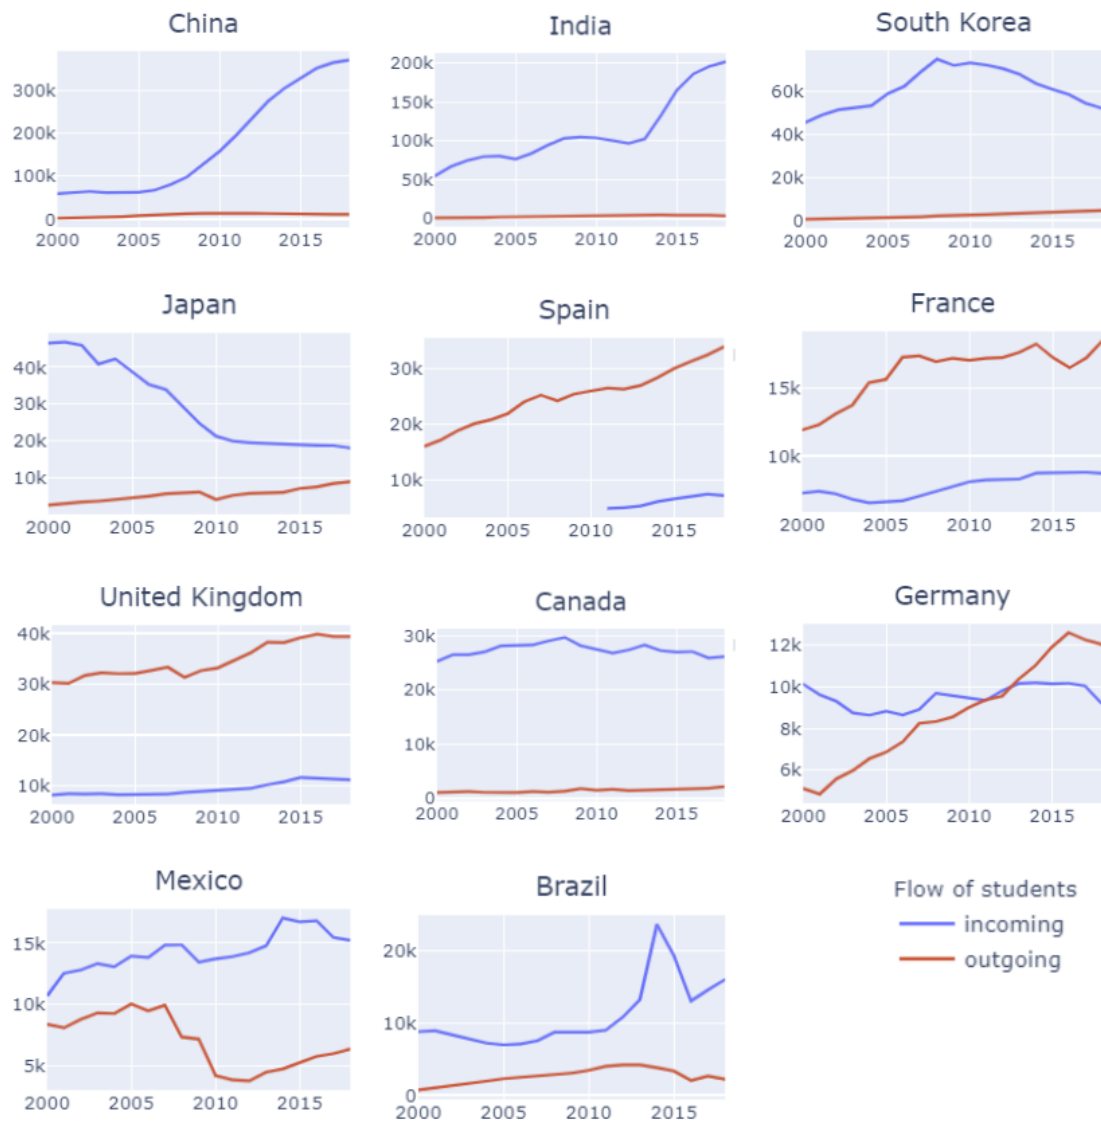 China
300k
200k
100k
0
2000 2005 2010 2015
India
200k
150k
100k
50k
0
2000 2005 2010 2015
South Korea
60k
40k
20k
0
2000 2005 2010 2015
Japan
40k
30k
20k
10k
2000 2005 2010 2015
Spain
30k
20k
10k
2000 2005 2010 2015
France
15k
10k
2000 2005 2010 2015
United Kingdom
40k
30k
20k
10k
2000 2005 2010 2015
Canada
30k
20k
10k
0
2000 2005 2010 2015
Germany
12k
10k
8k
6k
2000 2005 2010 2015
Mexico
15k
10k
5k
2000 2005 2010 2015
Brazil
20k
10k
0
2000 2005 2010 2015
Flow of students
incoming
outgoing